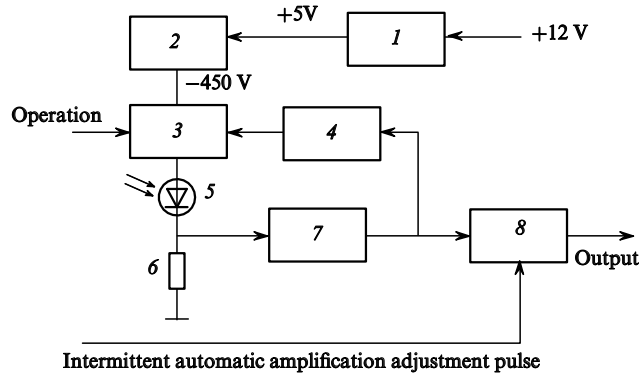 +5V
+12 V
2
1
−450 V
Operation
3
4
5
7
8
6
Output
Intermittent automatic amplification adjustment pulse